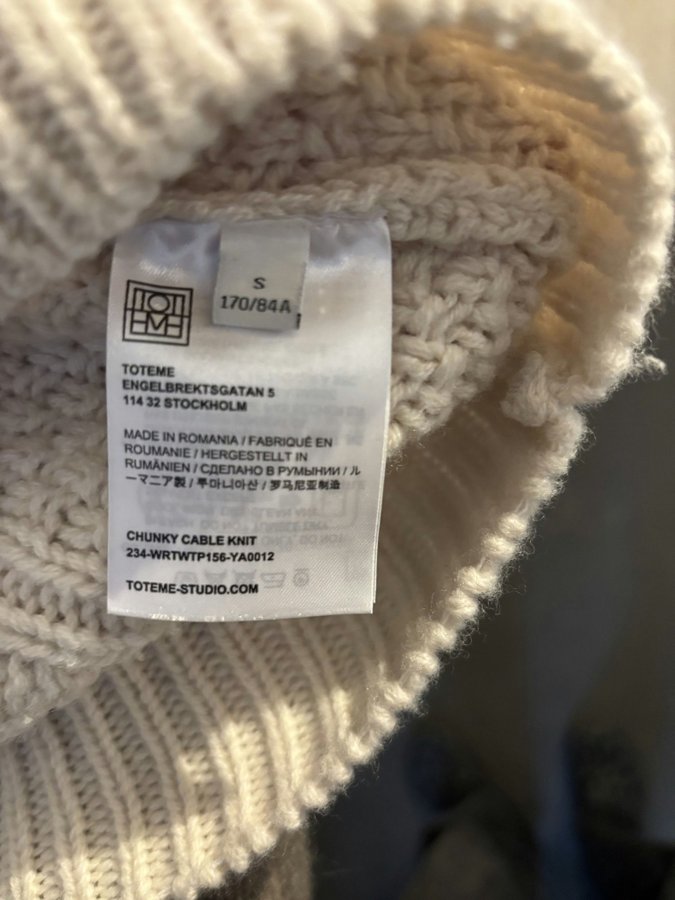 S
170/84A
TOTEME
TOTEME
ENGELBREKTSGATAN 5
114 32 STOCKHOLM
MADE IN ROMANIA / FABRIQUÉ EN
ROUMANIE / HERGESTELLT IN
RUMÄNIEN / СДЕЛАНО В РУМЫНИИ / ル
ーマニア製 / 루마니아산 / 罗马尼亚制造
CHUNKY CABLE KNIT
234-WRTWTP156-YA0012
TOTEME-STUDIO.COM